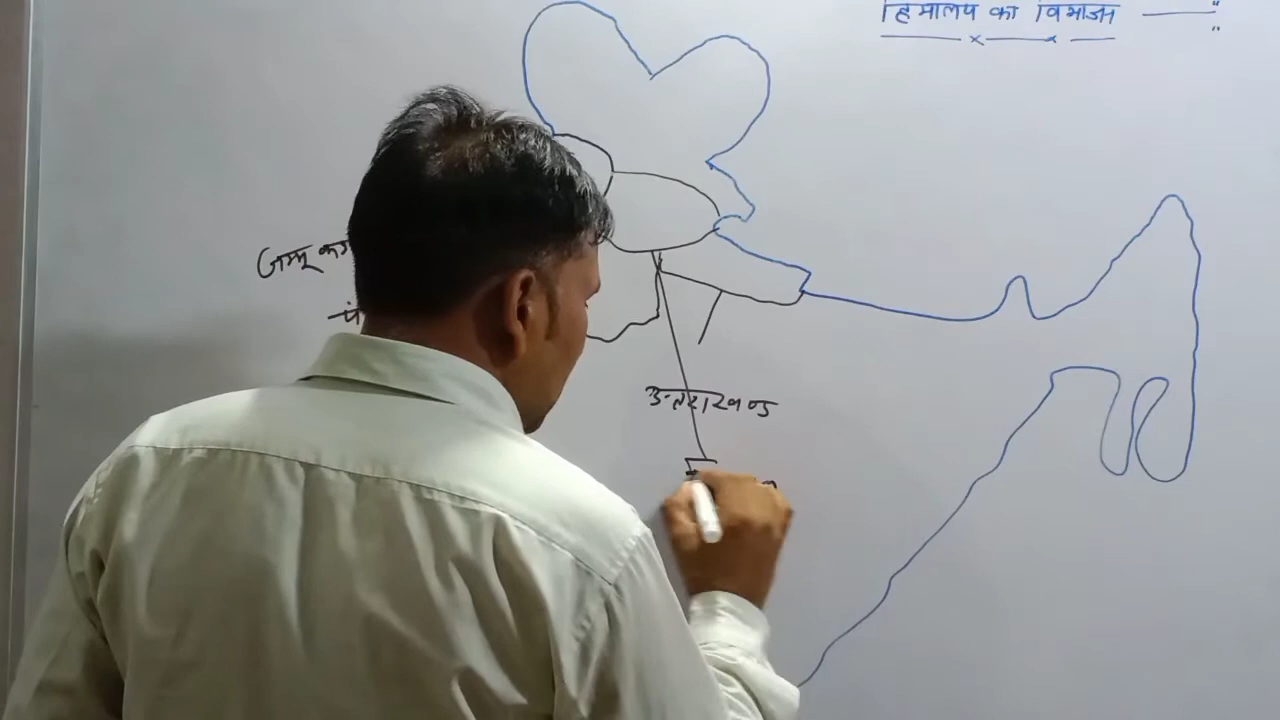 हिमालय का विभाजन
जम्मू
उत्तराखण्ड